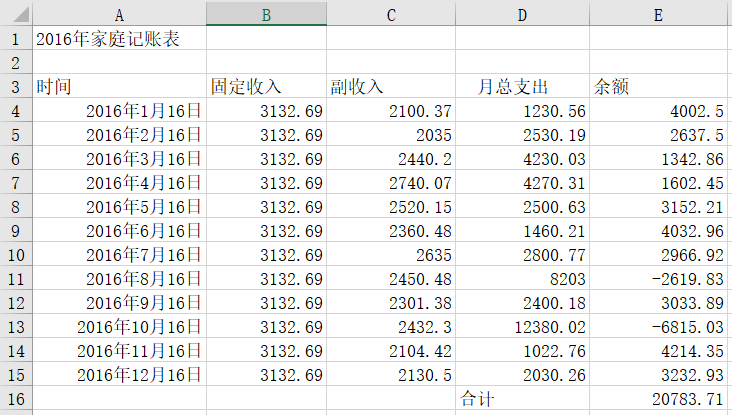 A B C D E
1 2016年家庭记账表
2
3 时间 固定收入 副收入 月总支出 余额
4 2016年1月16日 3132.69 2100.37 1230.56 4002.5
5 2016年2月16日 3132.69 2035 2530.19 2637.5
6 2016年3月16日 3132.69 2440.2 4230.03 1342.86
7 2016年4月16日 3132.69 2740.07 4270.31 1602.45
8 2016年5月16日 3132.69 2520.15 2500.63 3152.21
9 2016年6月16日 3132.69 2360.48 1460.21 4032.96
10 2016年7月16日 3132.69 2635 2800.77 2966.92
11 2016年8月16日 3132.69 2450.48 8203 -2619.83
12 2016年9月16日 3132.69 2301.38 2400.18 3033.89
13 2016年10月16日 3132.69 2432.3 12380.02 -6815.03
14 2016年11月16日 3132.69 2104.42 1022.76 4214.35
15 2016年12月16日 3132.69 2130.5 2030.26 3232.93
16 合计 20783.71